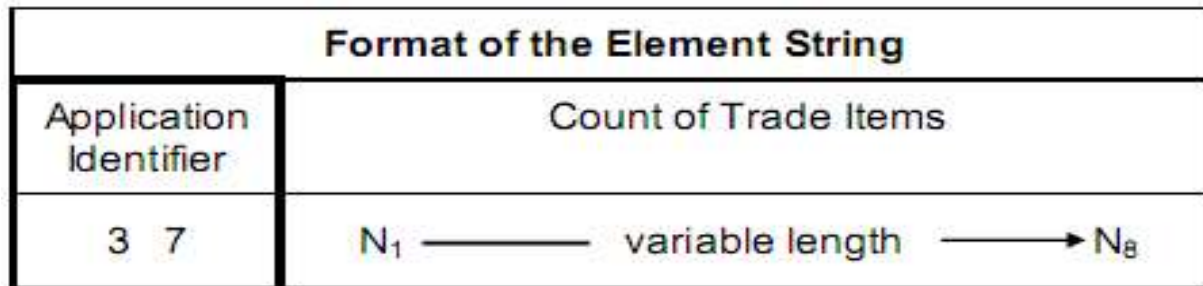 Format of the Element String
Application
Identifier
Count of Trade Items
3 7
N₁ variable length N₈